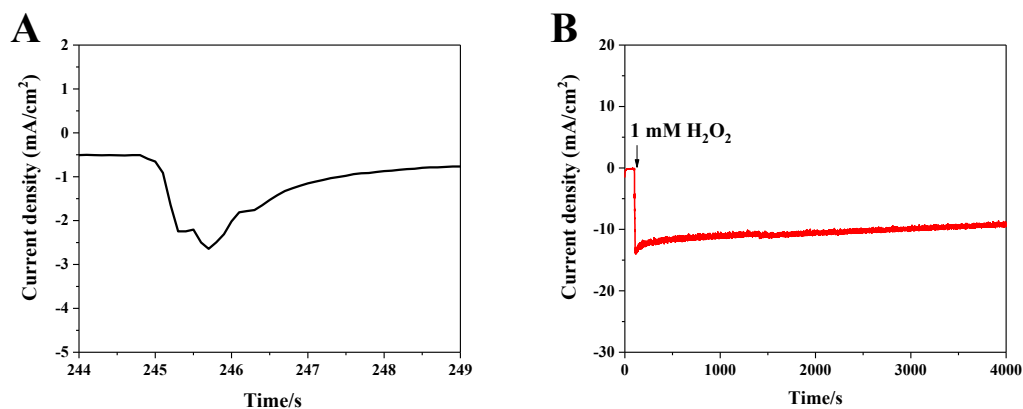 A
Current density (mA/cm²)
2
1
0
-1
-2
-3
-4
-5
244 245 246 247 248 249
Time/s
B
Current density (mA/cm²)
20
10
0
-10
-20
-30
1 mM H₂O₂
0 1000 2000 3000 4000
Time/s